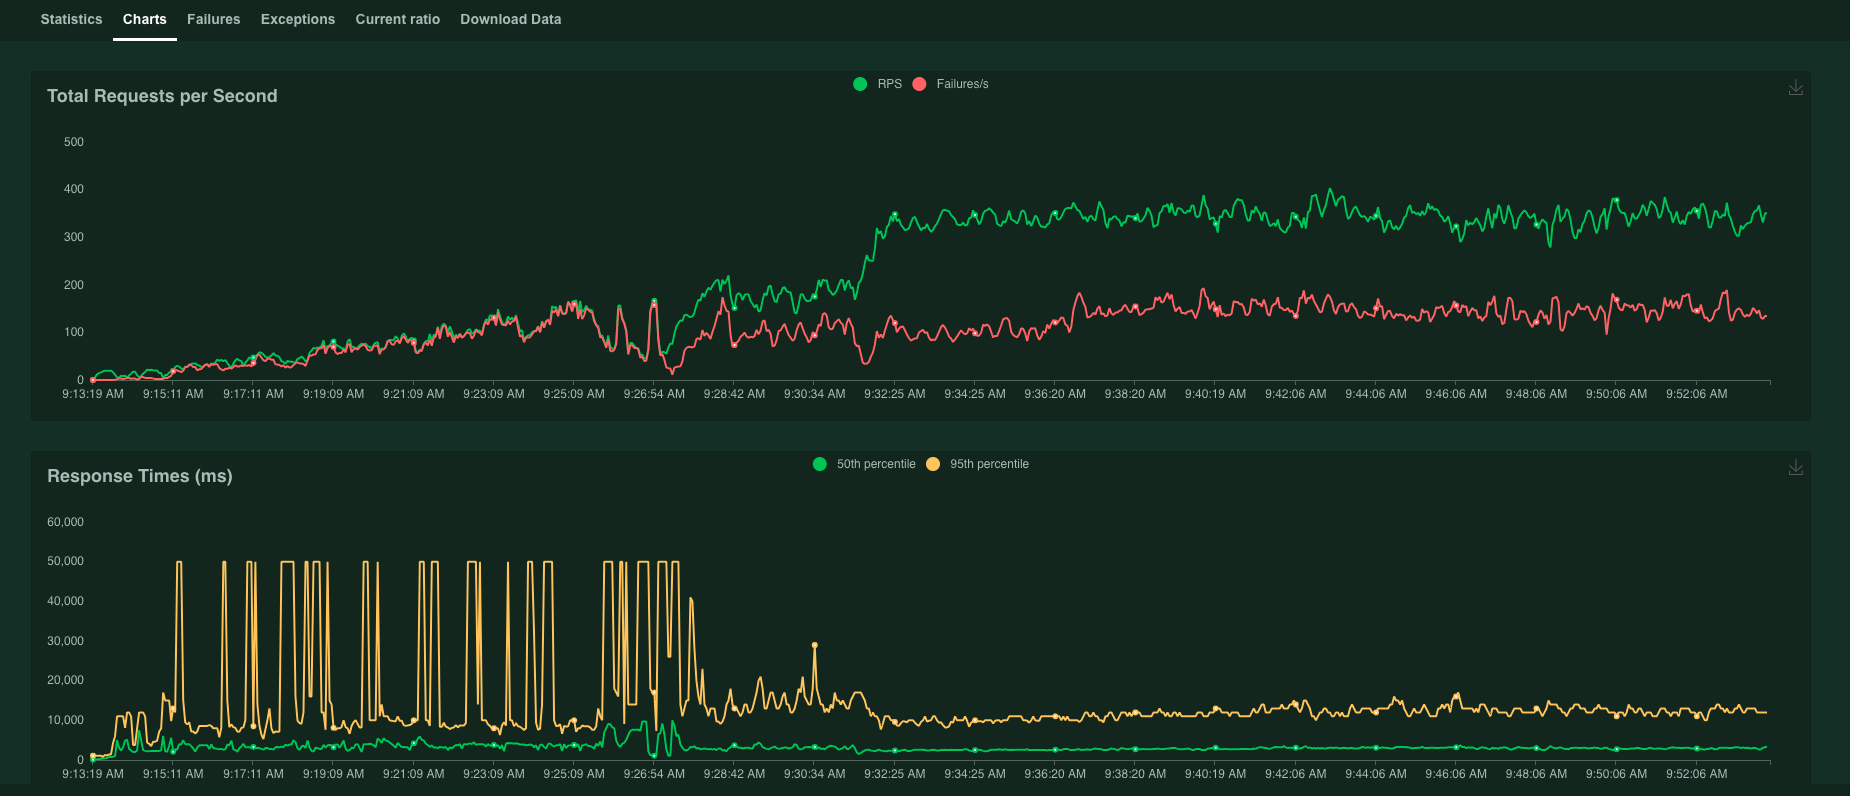 Statistics Charts Failures Exceptions Current ratio Download Data
RPS Failures/s
Total Requests per Second
500
400
300
200
100
0
9:13:19 AM 9:15:11 AM 9:17:11 AM 9:19:09 AM 9:21:09 AM 9:23:09 AM 9:25:09 AM 9:26:54 AM 9:28:42 AM 9:30:34 AM 9:32:25 AM 9:34:25 AM 9:36:20 AM 9:38:20 AM 9:40:19 AM 9:42:06 AM 9:44:06 AM 9:46:06 AM 9:48:06 AM 9:50:06 AM 9:52:06 AM
50th percentile 95th percentile
Response Times (ms)
60,000
50,000
40,000
30,000
20,000
10,000
0
9:13:19 AM 9:15:11 AM 9:17:11 AM 9:19:09 AM 9:21:09 AM 9:23:09 AM 9:25:09 AM 9:26:54 AM 9:28:42 AM 9:30:34 AM 9:32:25 AM 9:34:25 AM 9:36:20 AM 9:38:20 AM 9:40:19 AM 9:42:06 AM 9:44:06 AM 9:46:06 AM 9:48:06 AM 9:50:06 AM 9:52:06 AM